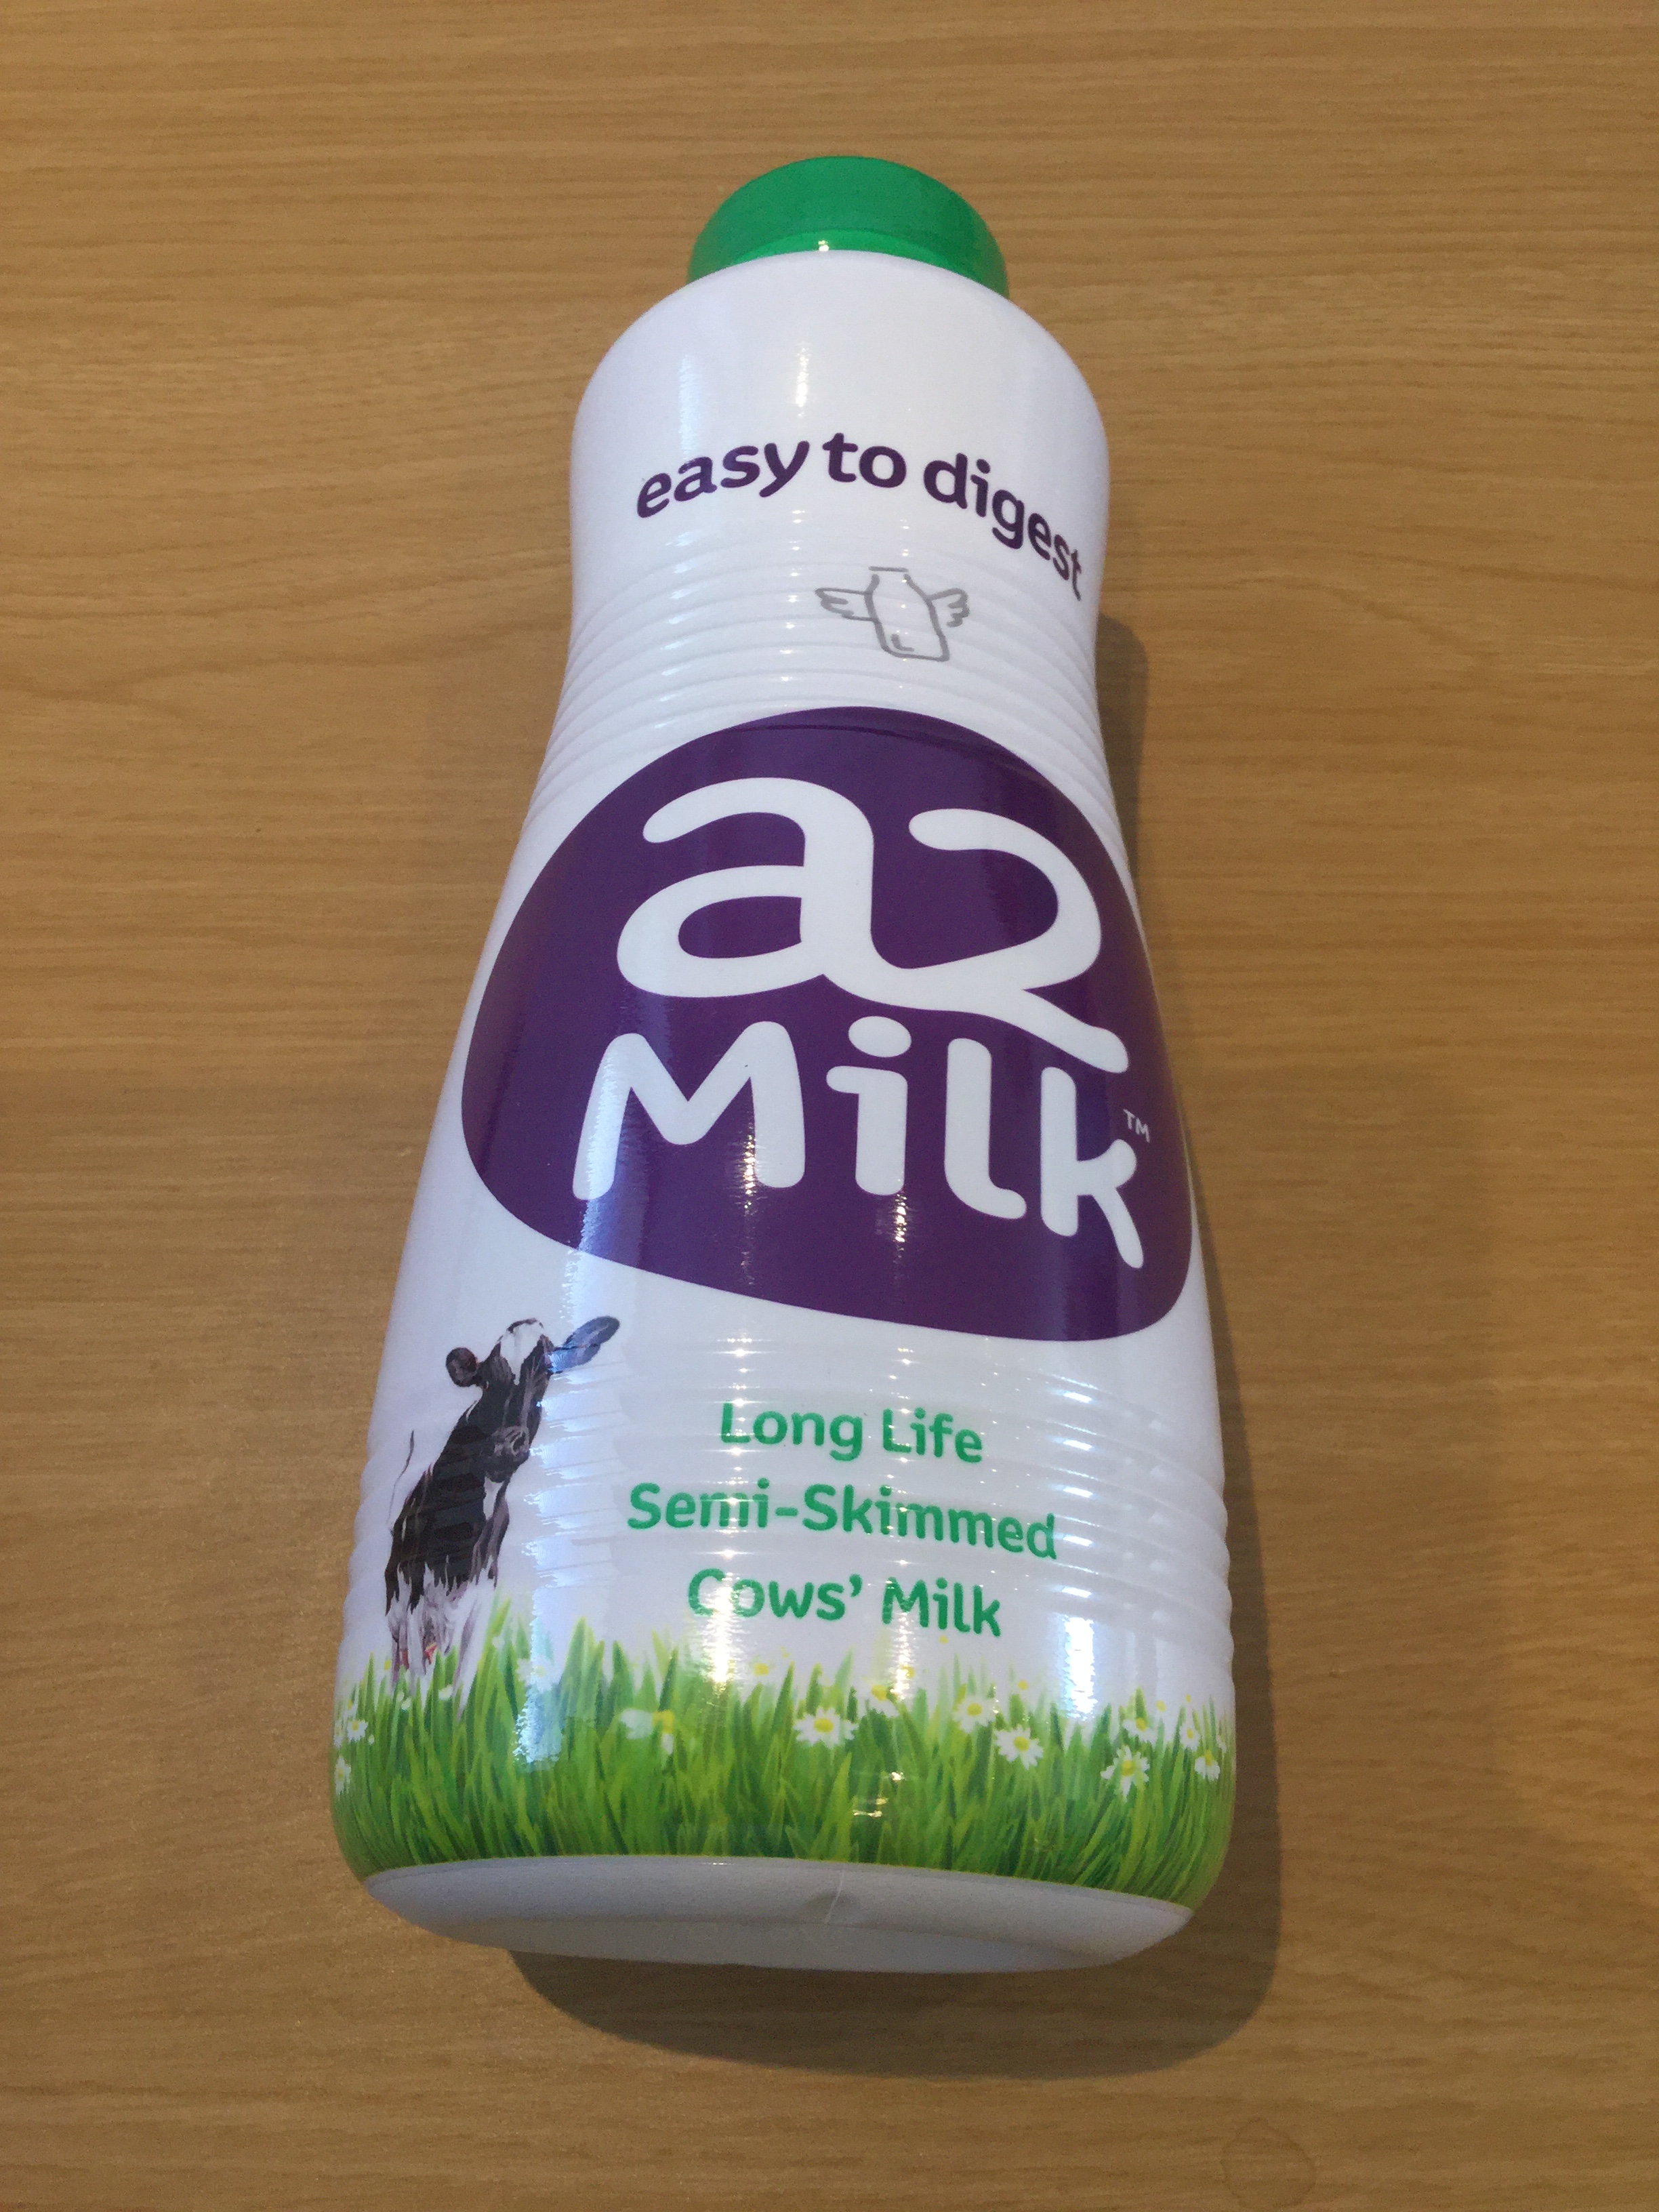 easy to digest
a2
Milk™
Long Life
Semi-Skimmed
Cows' Milk